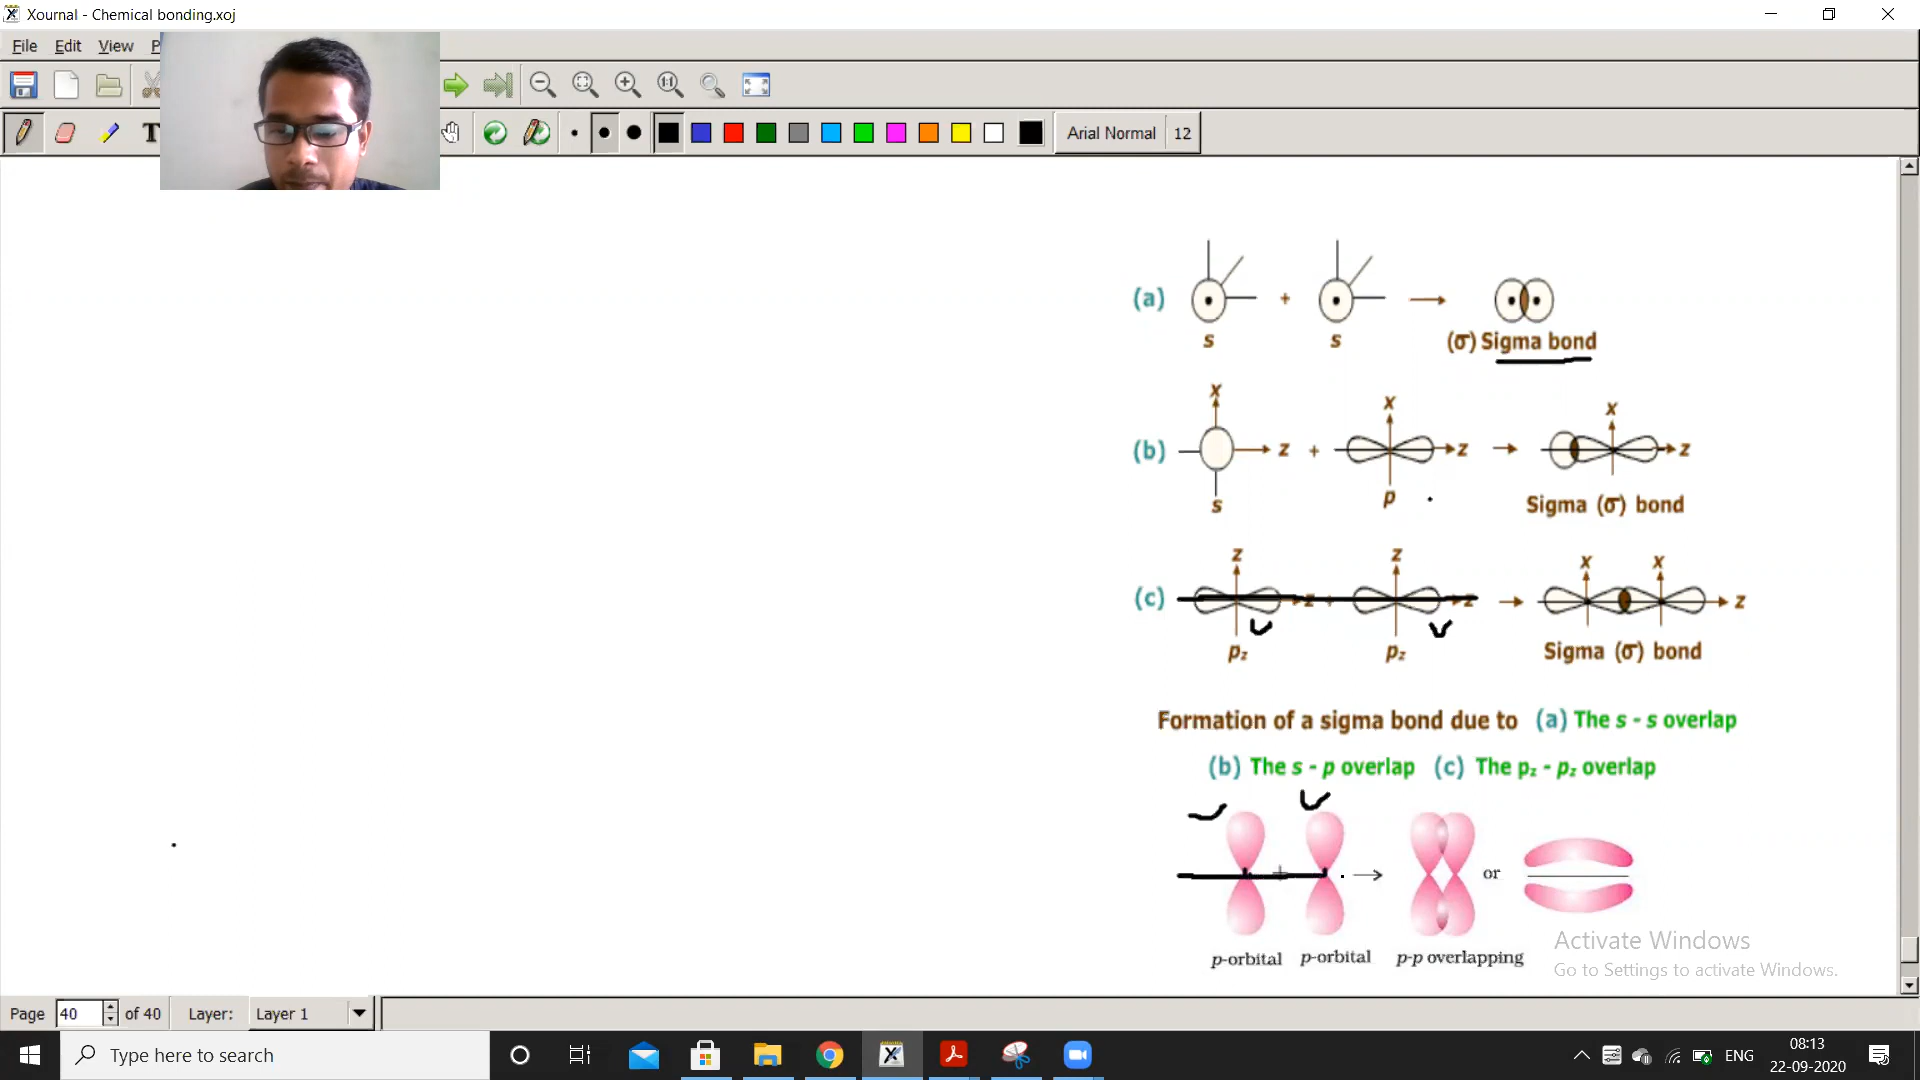 Xournal - Chemical bonding.xoj
File Edit View P
T
Arial Normal 12
(a) + →
s s (σ) Sigma bond
x x x
(b) z + z → z
s p Sigma (σ) bond
z z x x
(c) z + z → z
pz pz Sigma (σ) bond
Formation of a sigma bond due to (a) The s - s overlap
(b) The s - p overlap (c) The pz - pz overlap
+ → or
p-orbital p-orbital p-p overlapping
Activate Windows
Go to Settings to activate Windows.
Page 40 of 40 Layer: Layer 1
Type here to search
ENG
08:13
22-09-2020